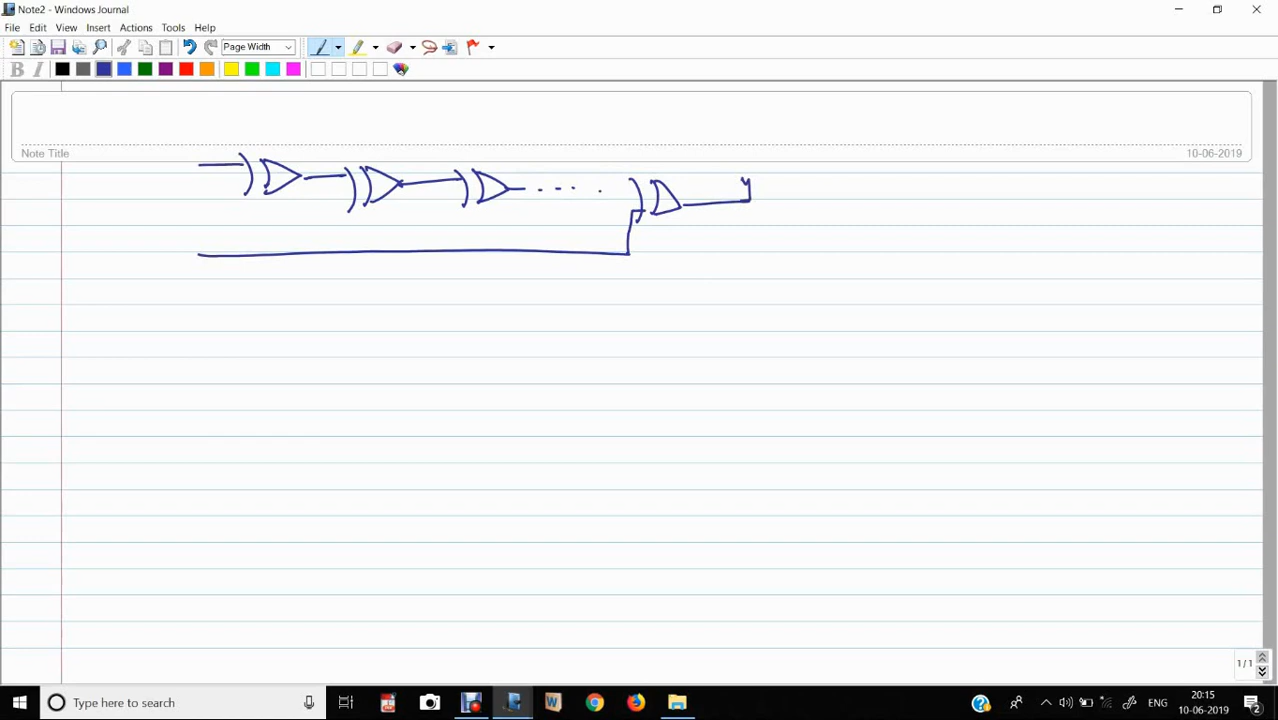 Note2 - Windows Journal
File Edit View Insert Actions Tools Help
Page Width
B I
Note Title
10-06-2019
y
1/1
Type here to search
W
ENG
20:15
10-06-2019
2